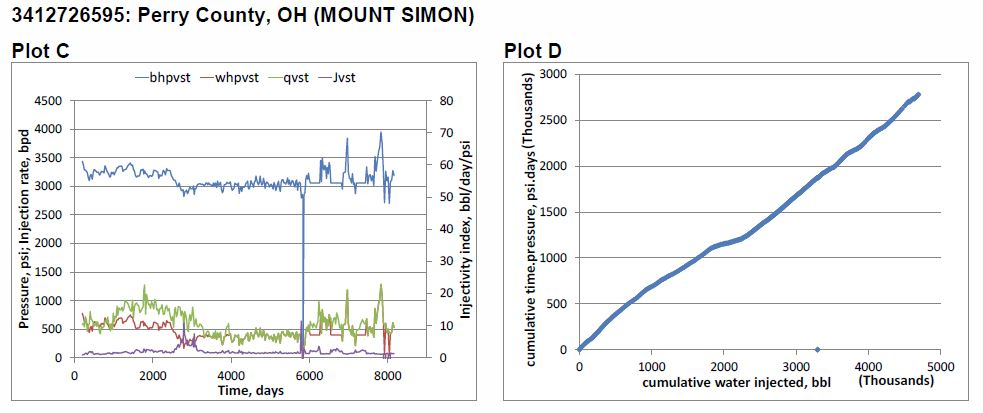 3412726595: Perry County, OH (MOUNT SIMON)
Plot C
bhpvst whpvst qvst Jvst
Pressure, psi; Injection rate, bpd
4500
4000
3500
3000
2500
2000
1500
1000
500
0
80
70
60
50
40
30
20
10
0
Injectivity index, bbl/day/psi
0 2000 4000 6000 8000
Time, days
Plot D
cumulative time.pressure, psi.days (Thousands)
3000
2500
2000
1500
1000
500
0
0 1000 2000 3000 4000 5000
cumulative water injected, bbl (Thousands)